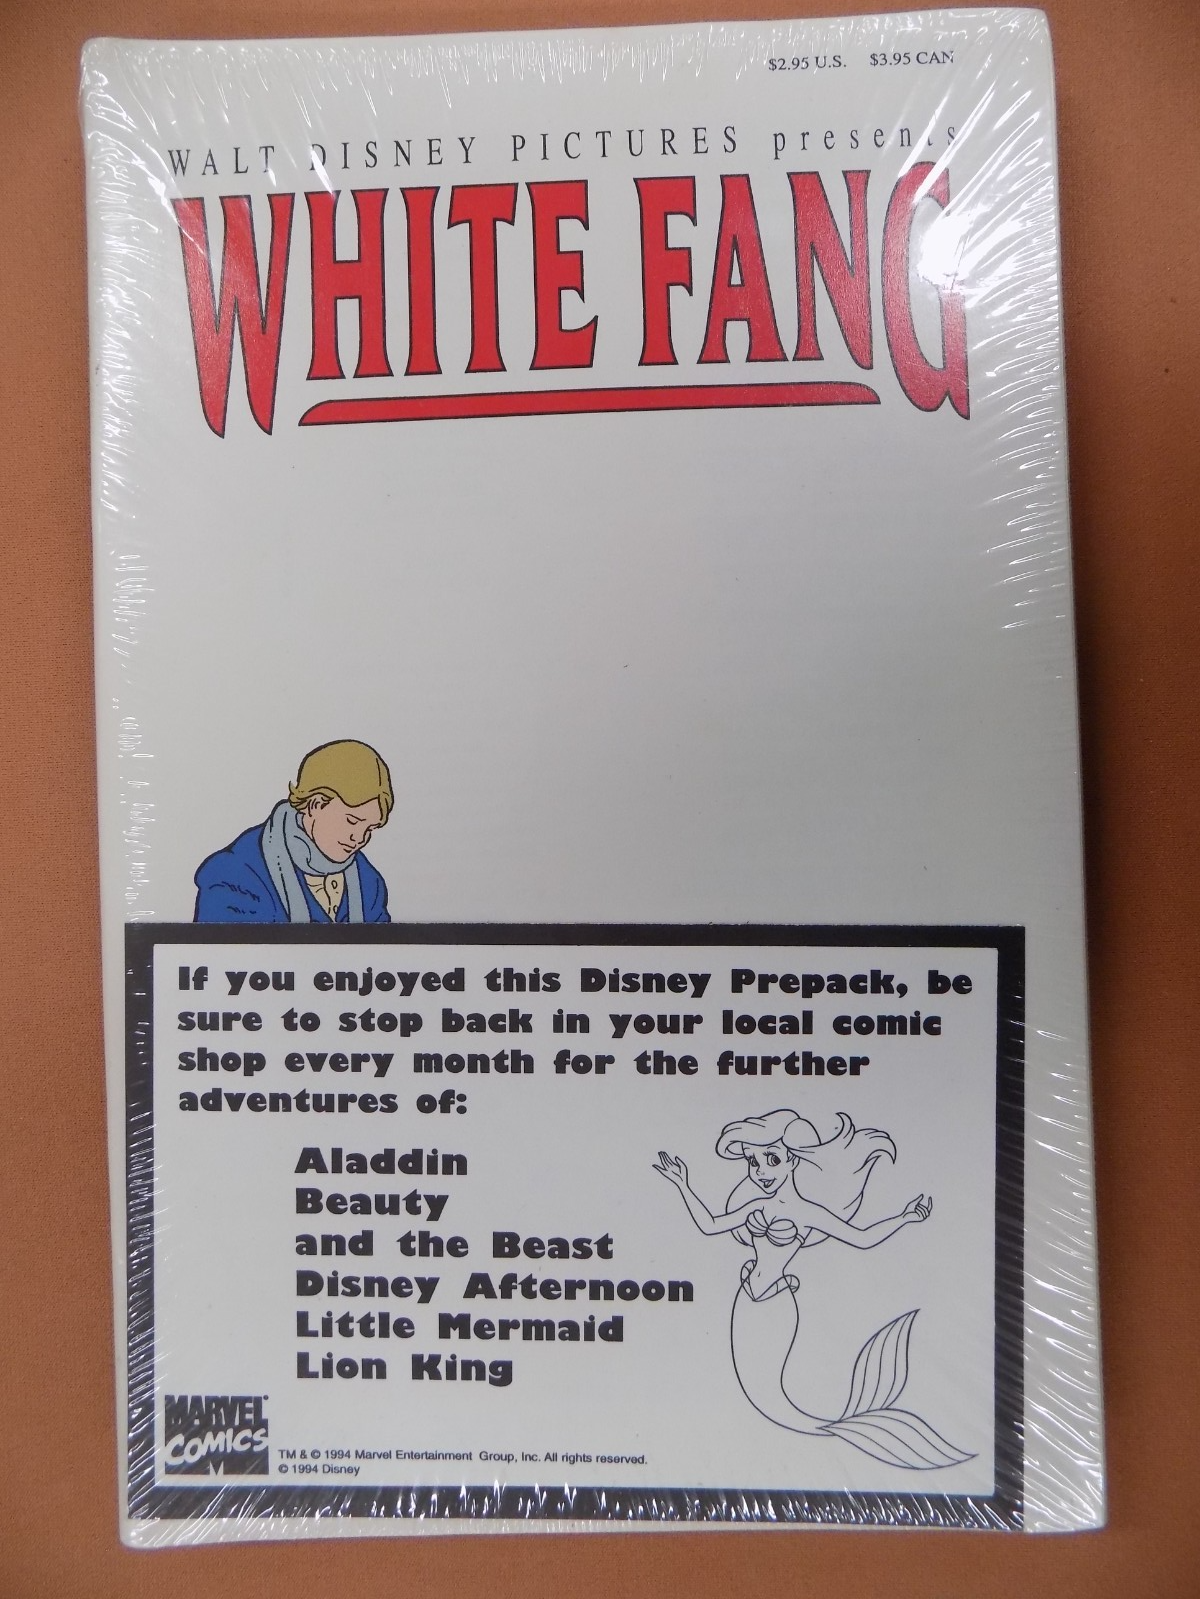 $2.95 U.S. $3.95 CAN
WALT DISNEY PICTURES presents
WHITE FANG
If you enjoyed this Disney Prepack, be
sure to stop back in your local comic
shop every month for the further
adventures of:
Aladdin
Beauty
and the Beast
Disney Afternoon
Little Mermaid
Lion King
MARVEL
COMICS
TM & © 1994 Marvel Entertainment Group, Inc. All rights reserved.
© 1994 Disney